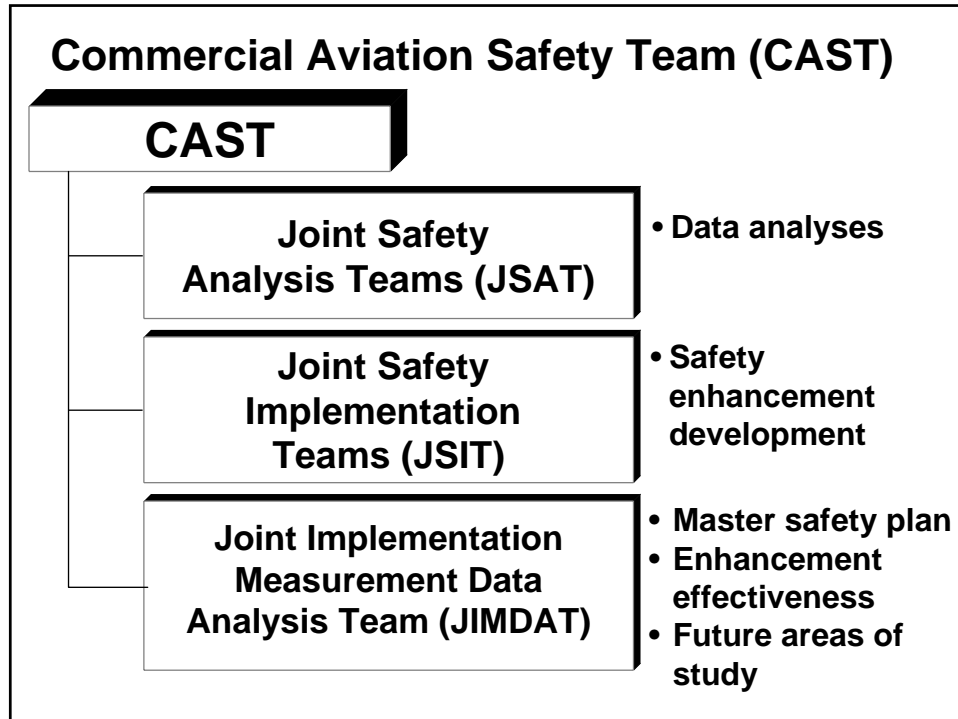 Commercial Aviation Safety Team (CAST)
CAST
Joint Safety
Analysis Teams (JSAT)
• Data analyses
Joint Safety
Implementation
Teams (JSIT)
• Safety
enhancement
development
Joint Implementation
Measurement Data
Analysis Team (JIMDAT)
• Master safety plan
• Enhancement
effectiveness
• Future areas of
study